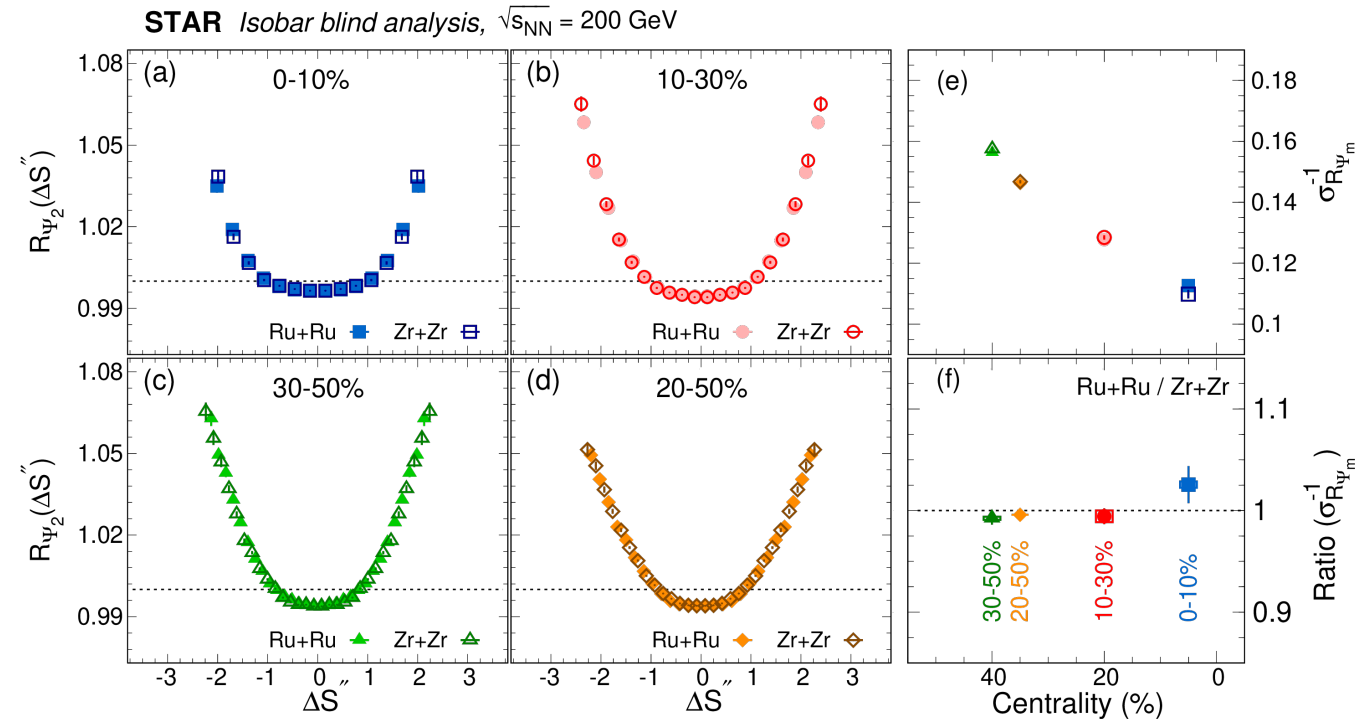 STAR Isobar blind analysis, √sNN = 200 GeV
(a) 0-10%
1.08
1.05
1.02
0.99
RΨ2(ΔS″)
Ru+Ru Zr+Zr
(b) 10-30%
Ru+Ru Zr+Zr
(e)
0.18
0.16
0.14
0.12
0.1
σ-1RΨm
(c) 30-50%
1.08
1.05
1.02
0.99
RΨ2(ΔS″)
Ru+Ru Zr+Zr
-3 -2 -1 0 1 2 3
ΔS″
(d) 20-50%
Ru+Ru Zr+Zr
-3 -2 -1 0 1 2 3
ΔS″
(f) Ru+Ru / Zr+Zr
1.1
1
0.9
Ratio (σ-1RΨm)
30-50%
20-50%
10-30%
0-10%
40 20 0
Centrality (%)